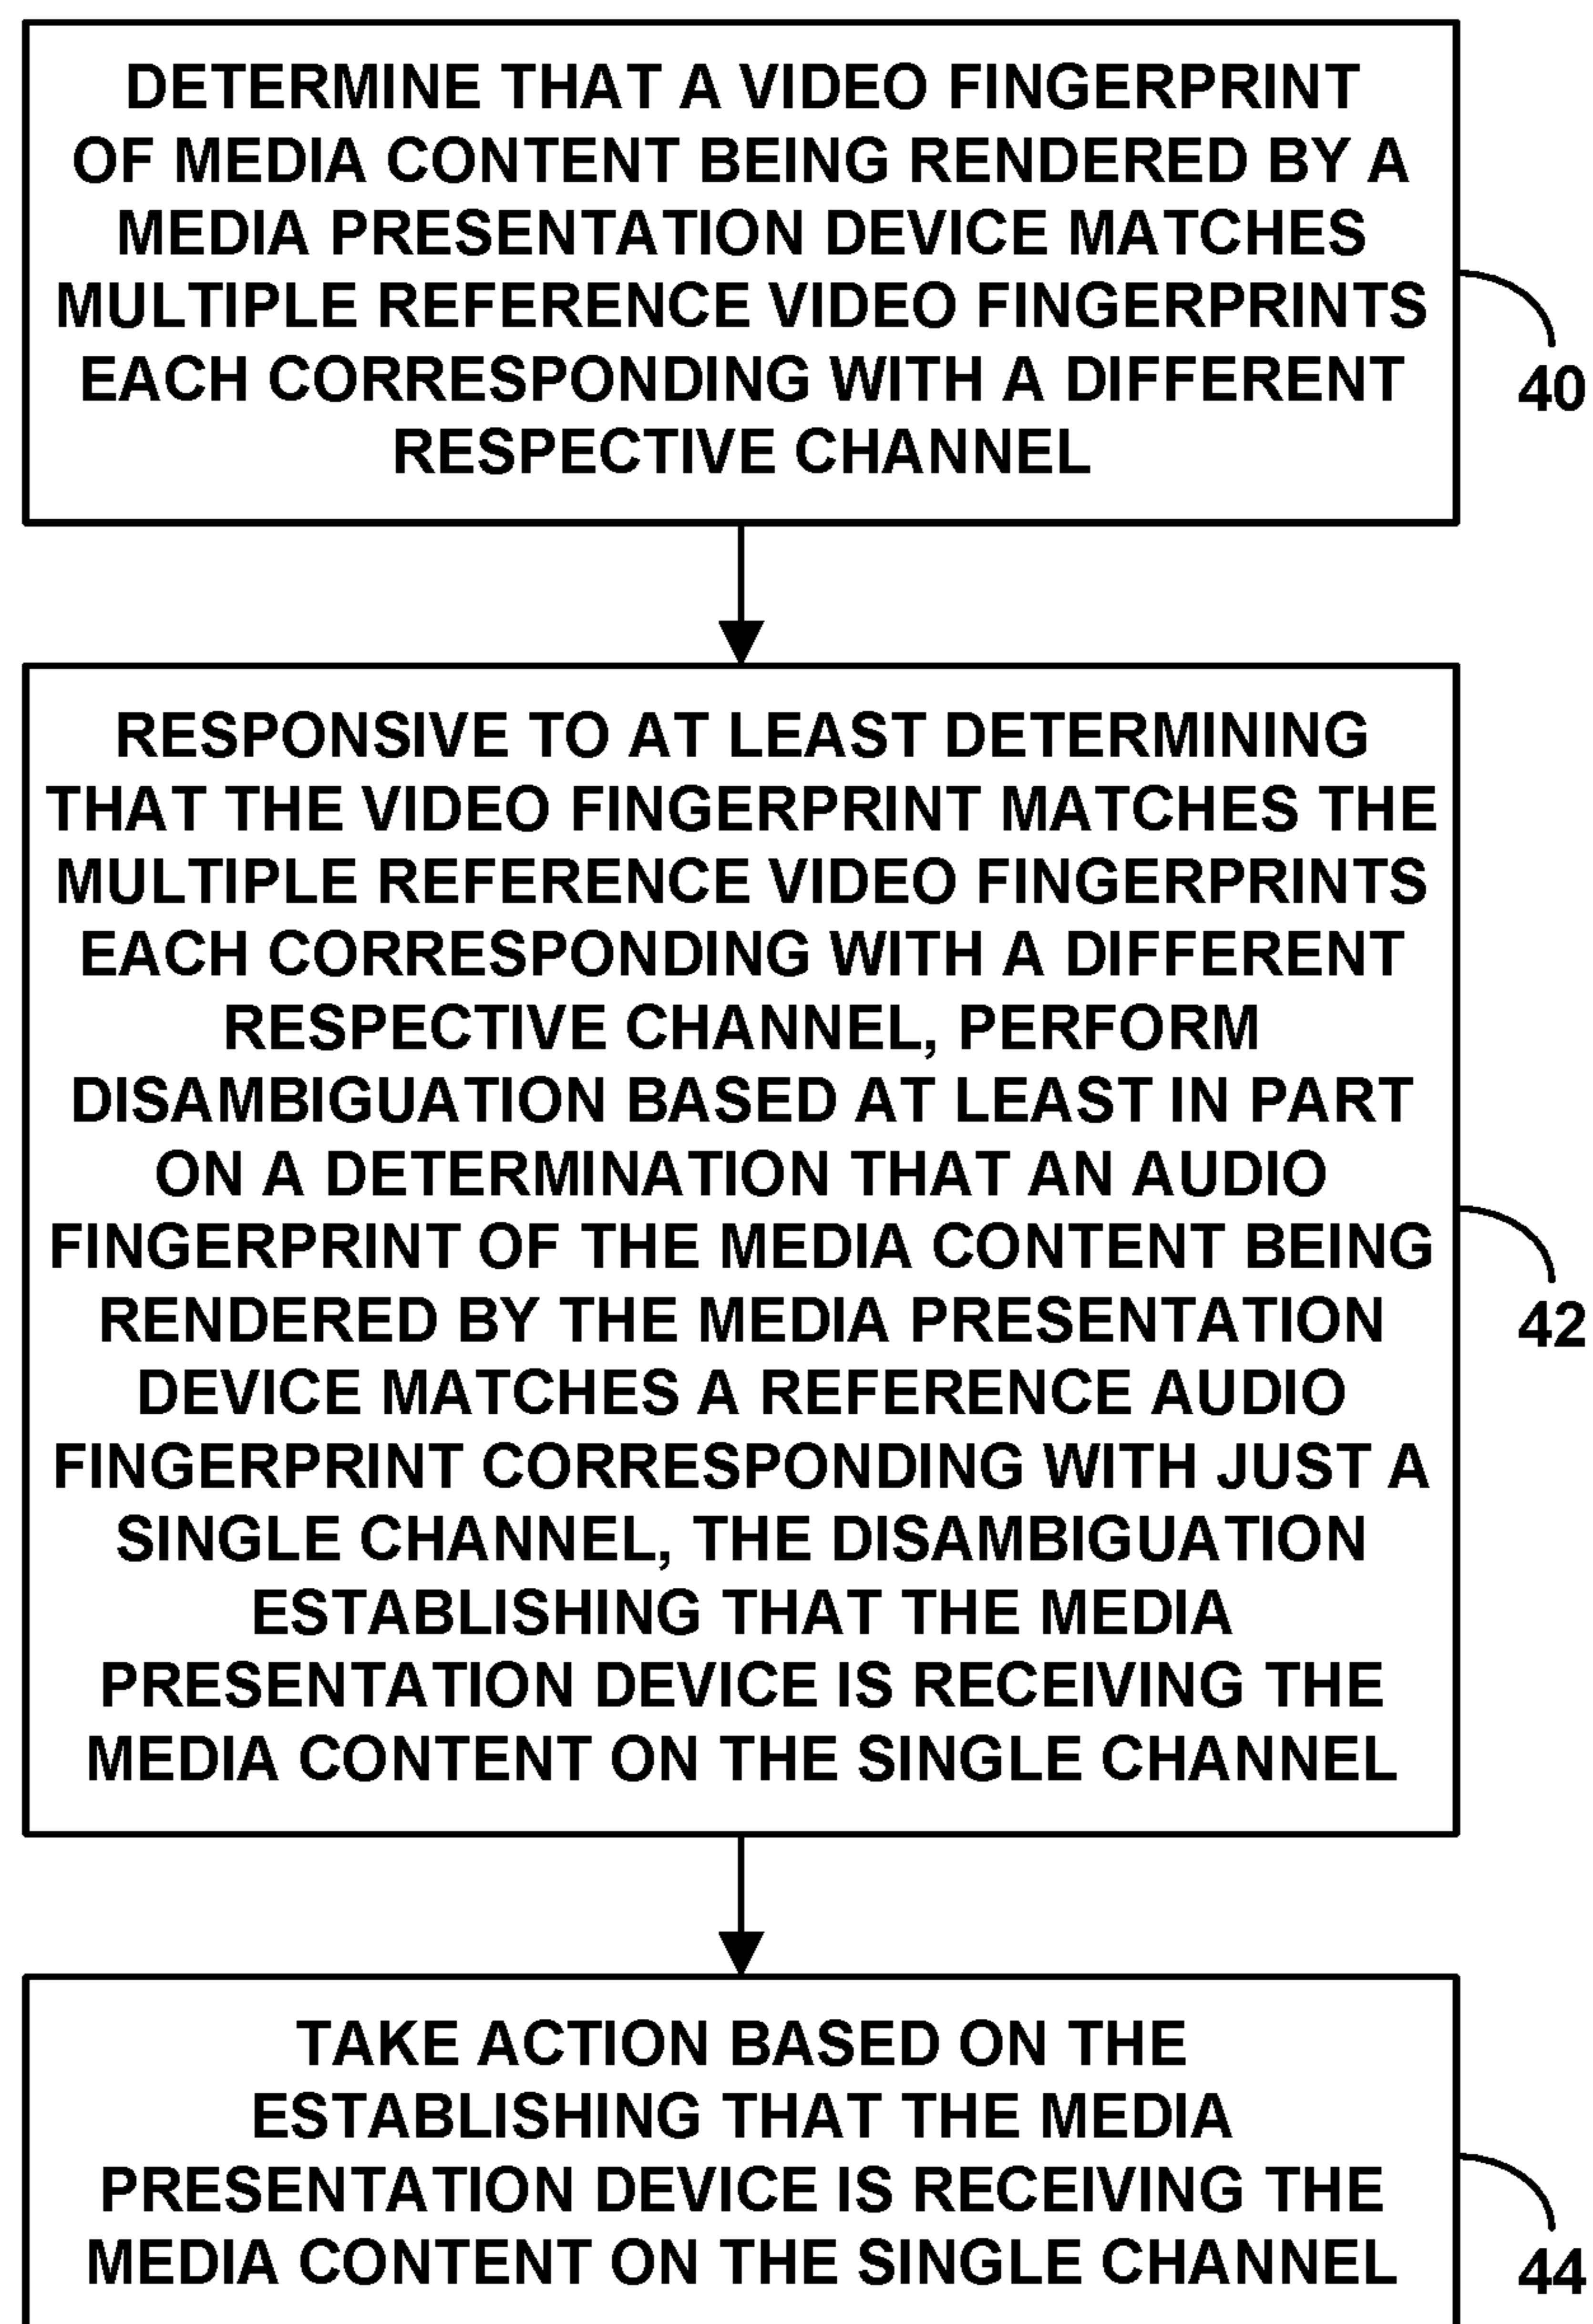 DETERMINE THAT A VIDEO FINGERPRINT
OF MEDIA CONTENT BEING RENDERED BY A
MEDIA PRESENTATION DEVICE MATCHES
MULTIPLE REFERENCE VIDEO FINGERPRINTS
EACH CORRESPONDING WITH A DIFFERENT
RESPECTIVE CHANNEL
40
RESPONSIVE TO AT LEAST DETERMINING
THAT THE VIDEO FINGERPRINT MATCHES THE
MULTIPLE REFERENCE VIDEO FINGERPRINTS
EACH CORRESPONDING WITH A DIFFERENT
RESPECTIVE CHANNEL, PERFORM
DISAMBIGUATION BASED AT LEAST IN PART
ON A DETERMINATION THAT AN AUDIO
FINGERPRINT OF THE MEDIA CONTENT BEING
RENDERED BY THE MEDIA PRESENTATION
DEVICE MATCHES A REFERENCE AUDIO
FINGERPRINT CORRESPONDING WITH JUST A
SINGLE CHANNEL, THE DISAMBIGUATION
ESTABLISHING THAT THE MEDIA
PRESENTATION DEVICE IS RECEIVING THE
MEDIA CONTENT ON THE SINGLE CHANNEL
42
TAKE ACTION BASED ON THE
ESTABLISHING THAT THE MEDIA
PRESENTATION DEVICE IS RECEIVING THE
MEDIA CONTENT ON THE SINGLE CHANNEL
44